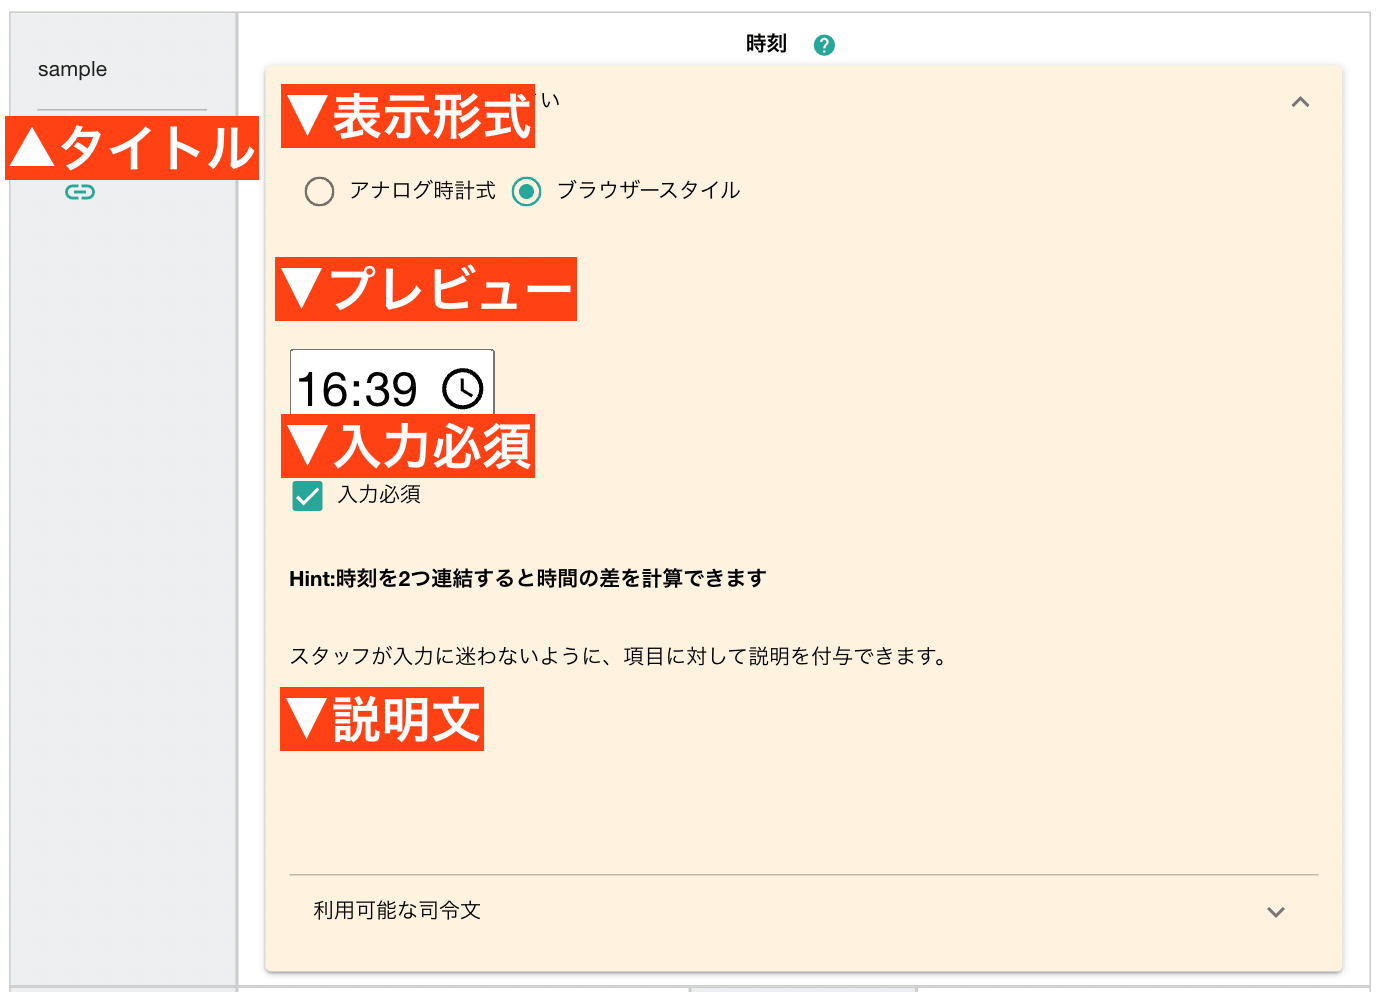 sample
▲タイトル
時刻
▼表示形式
い
アナログ時計式 ブラウザースタイル
▼プレビュー
16:39
▼入力必須
入力必須
Hint:時刻を2つ連結すると時間の差を計算できます
スタッフが入力に迷わないように、項目に対して説明を付与できます。
▼説明文
利用可能な司令文